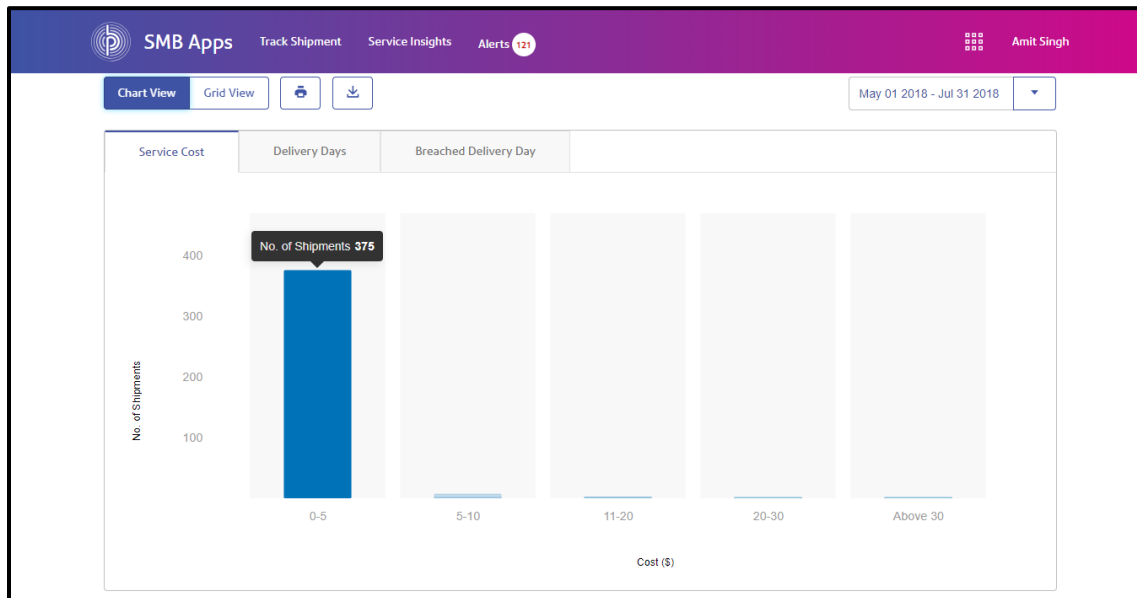 SMB Apps Track Shipment Service Insights Alerts 121 Amit Singh
Chart View Grid View May 01 2018 - Jul 31 2018
Service Cost Delivery Days Breached Delivery Day
No. of Shipments 375
400
300
200
100
No. of Shipments
0-5 5-10 11-20 20-30 Above 30
Cost ($)